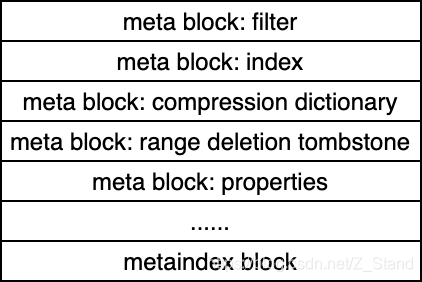 meta block: filter
meta block: index
meta block: compression dictionary
meta block: range deletion tombstone
meta block: properties
......
metaindex block